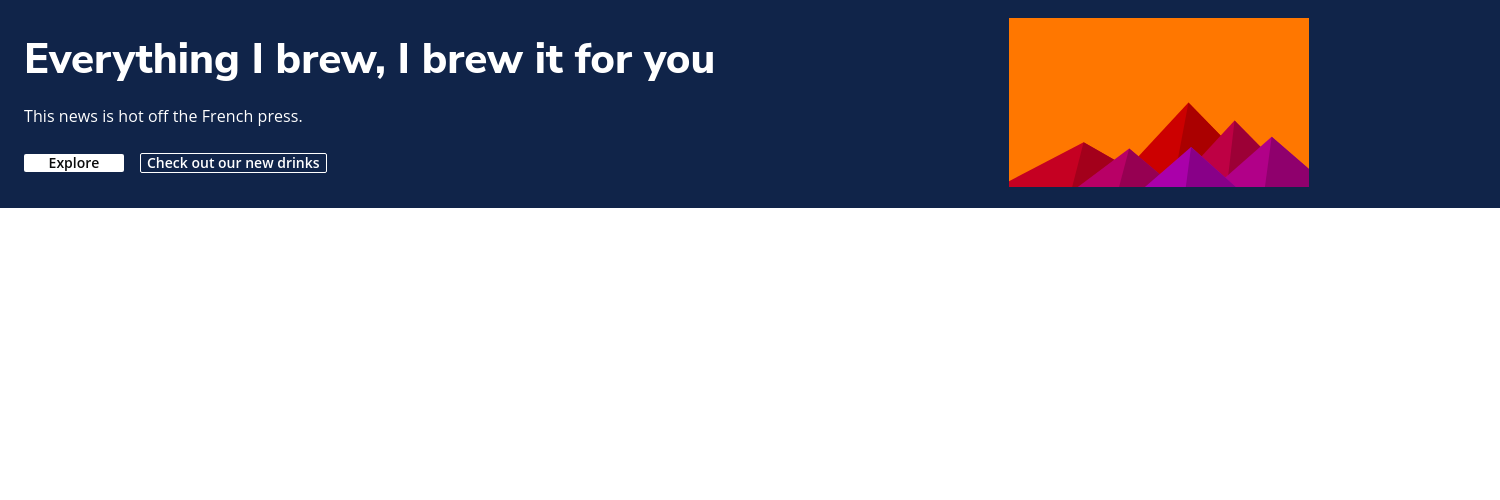 Everything I brew, I brew it for you
This news is hot off the French press.
Explore
Check out our new drinks